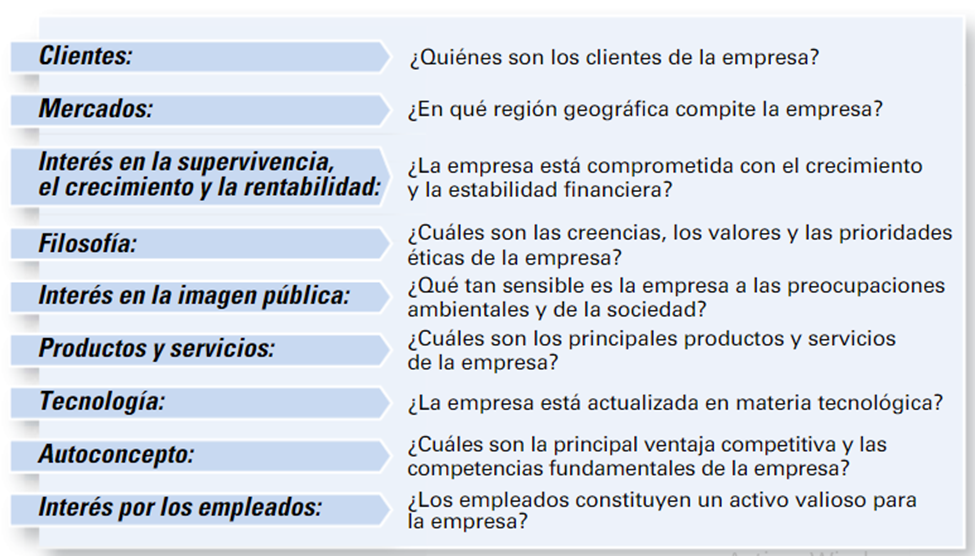 Clientes:
¿Quiénes son los clientes de la empresa?
Mercados:
¿En qué región geográfica compite la empresa?
Interés en la supervivencia,
el crecimiento y la rentabilidad:
¿La empresa está comprometida con el crecimiento
y la estabilidad financiera?
Filosofía:
¿Cuáles son las creencias, los valores y las prioridades
éticas de la empresa?
Interés en la imagen pública:
¿Qué tan sensible es la empresa a las preocupaciones
ambientales y de la sociedad?
Productos y servicios:
¿Cuáles son los principales productos y servicios
de la empresa?
Tecnología:
¿La empresa está actualizada en materia tecnológica?
Autoconcepto:
¿Cuáles son la principal ventaja competitiva y las
competencias fundamentales de la empresa?
Interés por los empleados:
¿Los empleados constituyen un activo valioso para
la empresa?